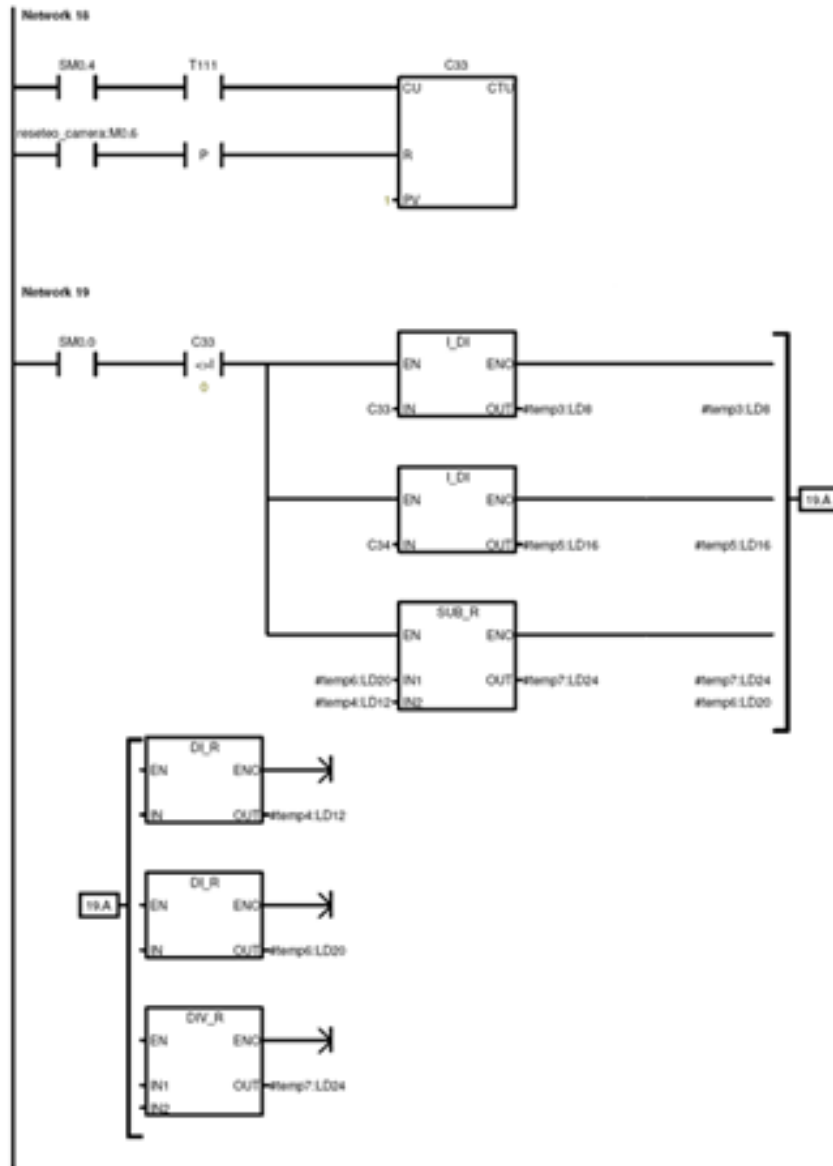 Network 18
SM0.4 T111 C33
CU CTU
reseteo_carrera:M0.6
P R
1 PV
Network 19
SM0.0 C33 I_DI
<>I EN ENO
0
C33 IN OUT #temp3:LD8 #temp3:LD8
I_DI
EN ENO 19.A
C34 IN OUT #temp5:LD16 #temp5:LD16
SUB_R
EN ENO
#temp6:LD20 IN1 OUT #temp7:LD24 #temp7:LD24
#temp4:LD12 IN2 #temp6:LD20
DI_R
EN ENO
IN OUT #temp4:LD12
DI_R
19.A EN ENO
IN OUT #temp6:LD20
DIV_R
EN ENO
IN1 OUT #temp7:LD24
IN2